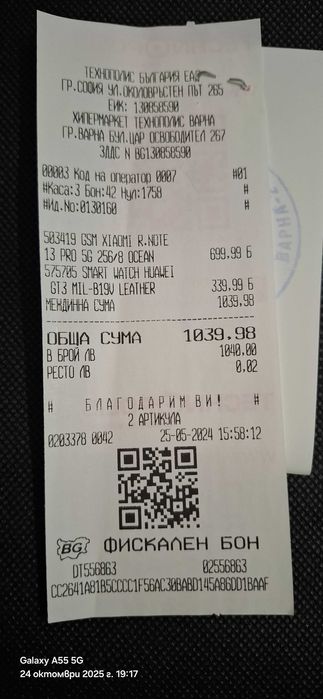 ТЕХНОПОЛИС БЪЛГАРИЯ ЕАД
ГР.СОФИЯ УЛ.ОКОЛОВРЪСТЕН ПЪТ 265
ЕИК: 130858590
ХИПЕРМАРКЕТ ТЕХНОПОЛИС ВАРНА
ГР.ВАРНА БУЛ.ЦАР ОСВОБОДИТЕЛ 267
ЗДДС N BG130858590
00003 Код на оператор 0007 #01
#Каса:3 Бон:42 Нул:1758 #
#Ид.No:0130160 #
503419 GSM XIAOMI R.NOTE
13 PRO 5G 256/8 OCEAN 699.99 Б
575705 SMART WATCH HUAWEI
GT3 MIL-B19V LEATHER 339.99 Б
МЕЖДИННА СУМА 1039.98
ОБЩА СУМА 1039.98
В БРОЙ ЛВ 1040.00
РЕСТО ЛВ 0.02
# БЛАГОДАРИМ ВИ! #
2 АРТИКУЛА
0203378 0042 25-05-2024 15:58:12
BG ФИСКАЛЕН БОН
DT556863 02556863
CC2641A81B5CCCC1F56AC30BABD145A86DD1BAAF
ВАРНА
Galaxy A55 5G
24 октомври 2025 г. 19:17